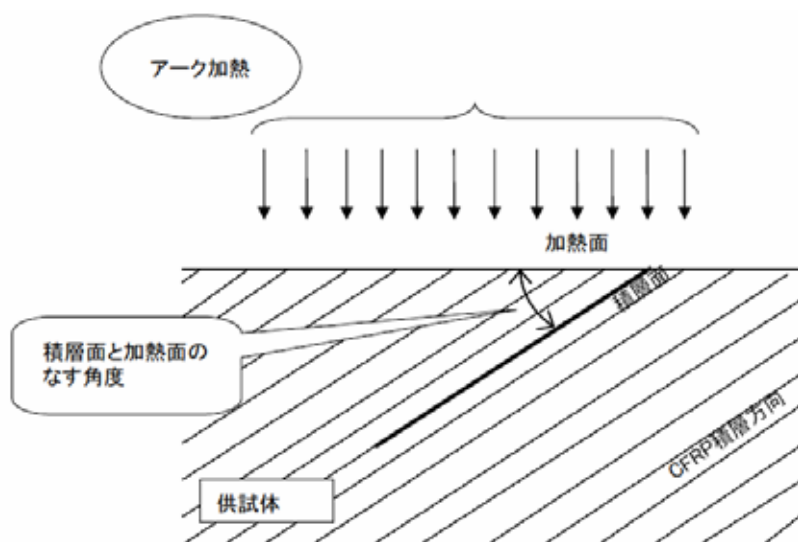 アーク加熱
加熱面
積層面
積層面と加熱面の
なす角度
CFRP積層方向
供試体